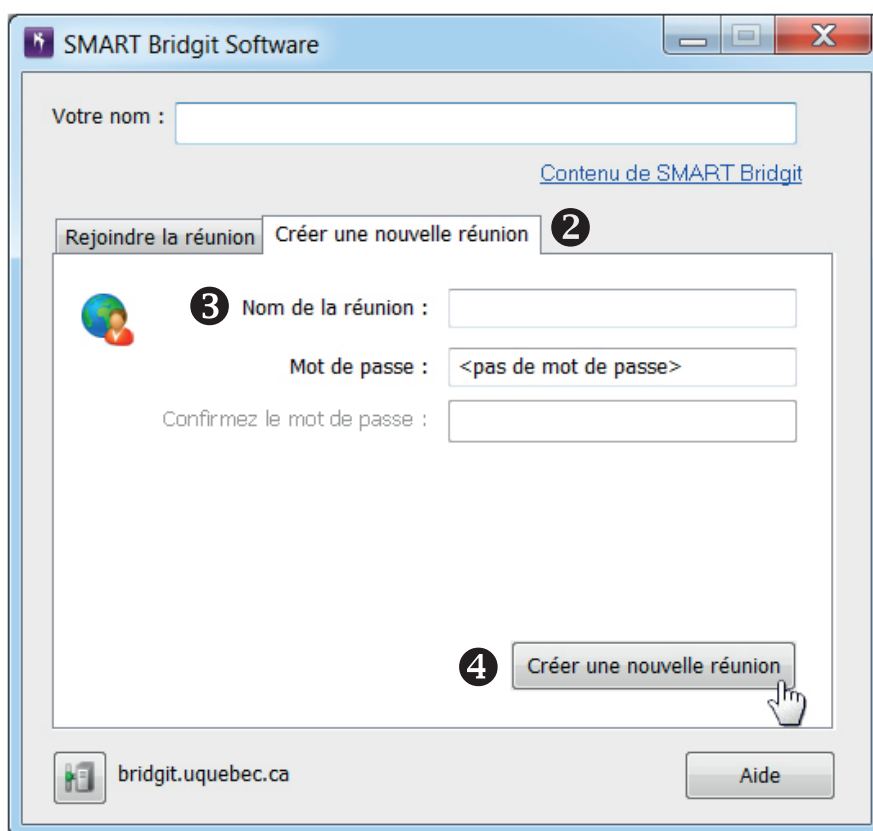 SMART Bridgit Software
Votre nom :
Contenu de SMART Bridgit
Rejoindre la réunion Créer une nouvelle réunion 2
3 Nom de la réunion :
Mot de passe : <pas de mot de passe>
Confirmez le mot de passe :
4 Créer une nouvelle réunion
bridgit.uquebec.ca Aide